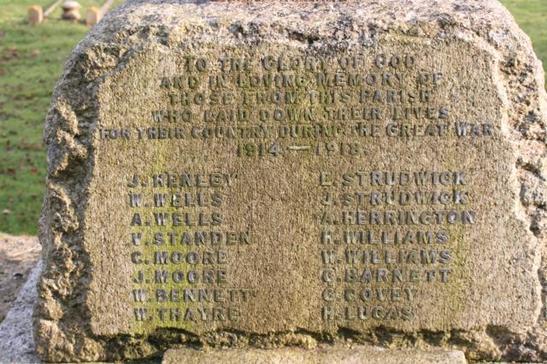 TO THE GLORY OF GOD
AND IN LOVING MEMORY OF
THOSE FROM THIS PARISH
WHO LAID DOWN THEIR LIVES
FOR THEIR COUNTRY DURING THE GREAT WAR
1914 — 1918.
J. HENLEY
W. WELLS
A. WELLS
V. STANDEN
C. MOORE
J. MOORE
W. BENNETT
W. THAYRE
E. STRUDWICK
J. STRUDWICK
A. HERRINGTON
H. WILLIAMS
W. WILLIAMS
G. BARNETT
C. COVEY
H. LUCAS